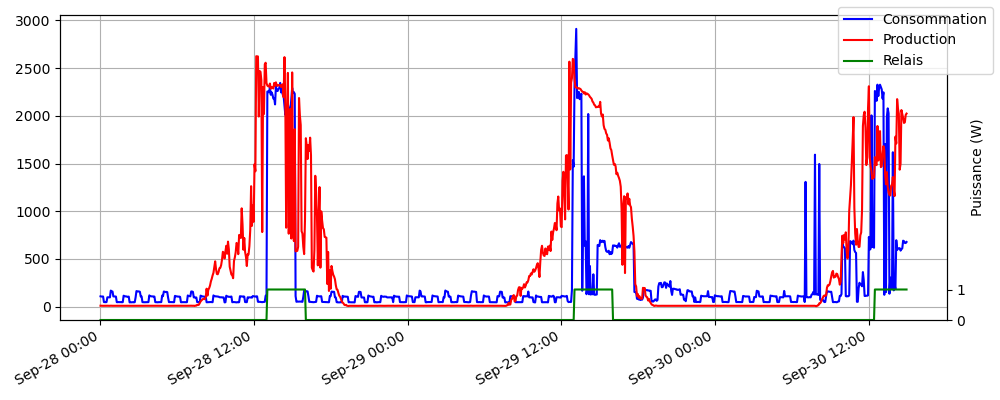 Consommation
Production
Relais
3000
2500
2000
1500
1000
500
0
1
0
Puissance (W)
Sep-28 00:00
Sep-28 12:00
Sep-29 00:00
Sep-29 12:00
Sep-30 00:00
Sep-30 12:00